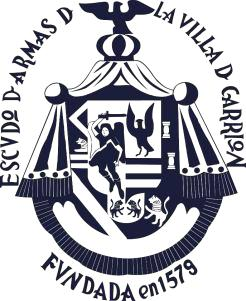 ESCVDO D ARMAS D LA VILLA D CARRION
FVNDADA en 1579